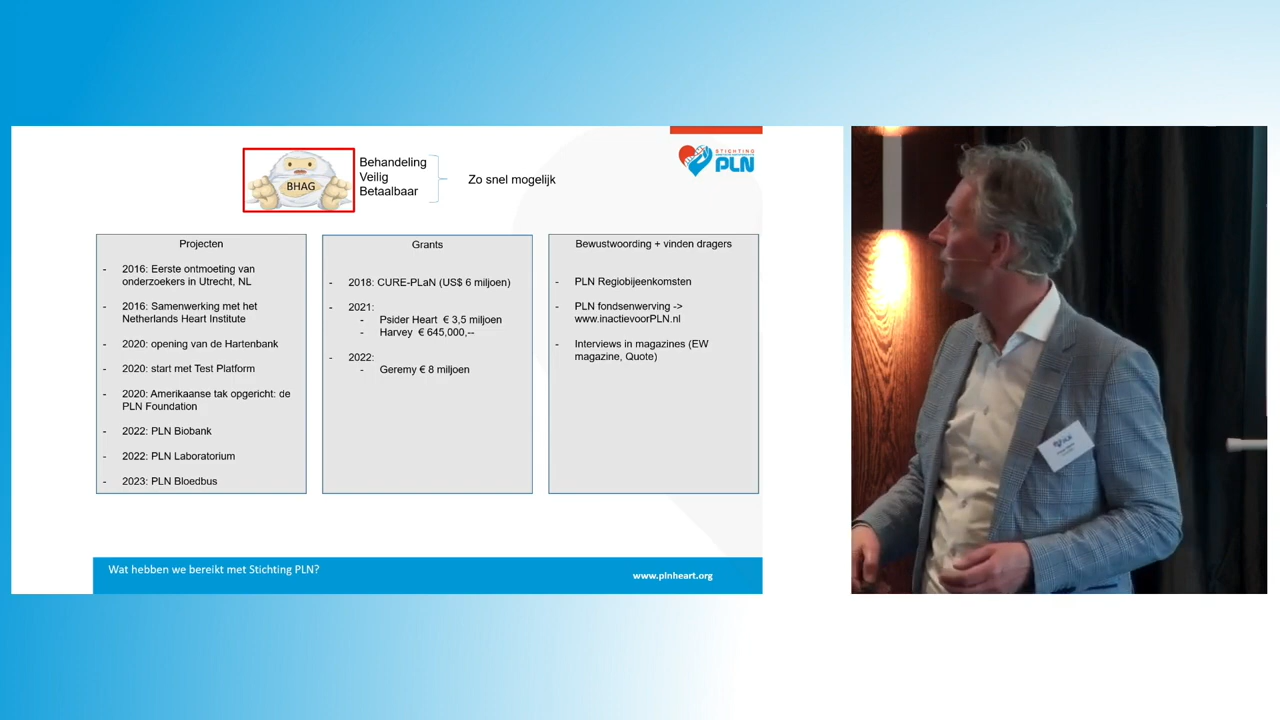 BHAG
Behandeling
Veilig
Betaalbaar
Zo snel mogelijk
STICHTING
PLN
Projecten
- 2016: Eerste ontmoeting van
onderzoekers in Utrecht, NL
- 2016: Samenwerking met het
Netherlands Heart Institute
- 2020: opening van de Hartenbank
- 2020: start met Test Platform
- 2020: Amerikaanse tak opgericht: de
PLN Foundation
- 2022: PLN Biobank
- 2022: PLN Laboratorium
- 2023: PLN Bloedbus
Grants
- 2018: CURE-PLaN (US$ 6 miljoen)
- 2021:
- Psider Heart € 3,5 miljoen
- Harvey € 645,000,--
- 2022:
- Geremy € 8 miljoen
Bewustwoording + vinden dragers
- PLN Regiobijeenkomsten
- PLN fondsenwerving ->
www.inactievoorPLN.nl
- Interviews in magazines (EW
magazine, Quote)
Wat hebben we bereikt met Stichting PLN?
www.plnheart.org